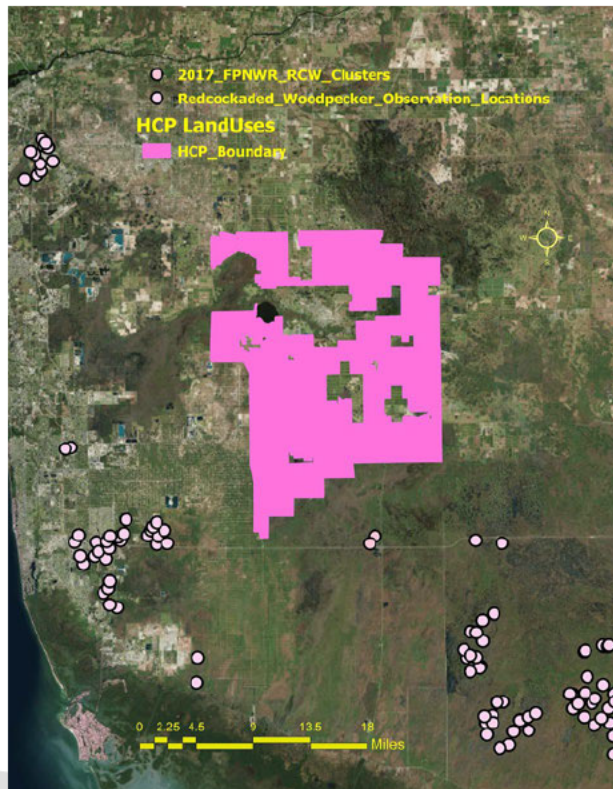 2017_FPNWR_RCW_Clusters
Redcockaded_Woodpecker_Observation_Locations
HCP LandUses
HCP_Boundary
N
W E
S
0 2.25 4.5 9 13.5 18
Miles